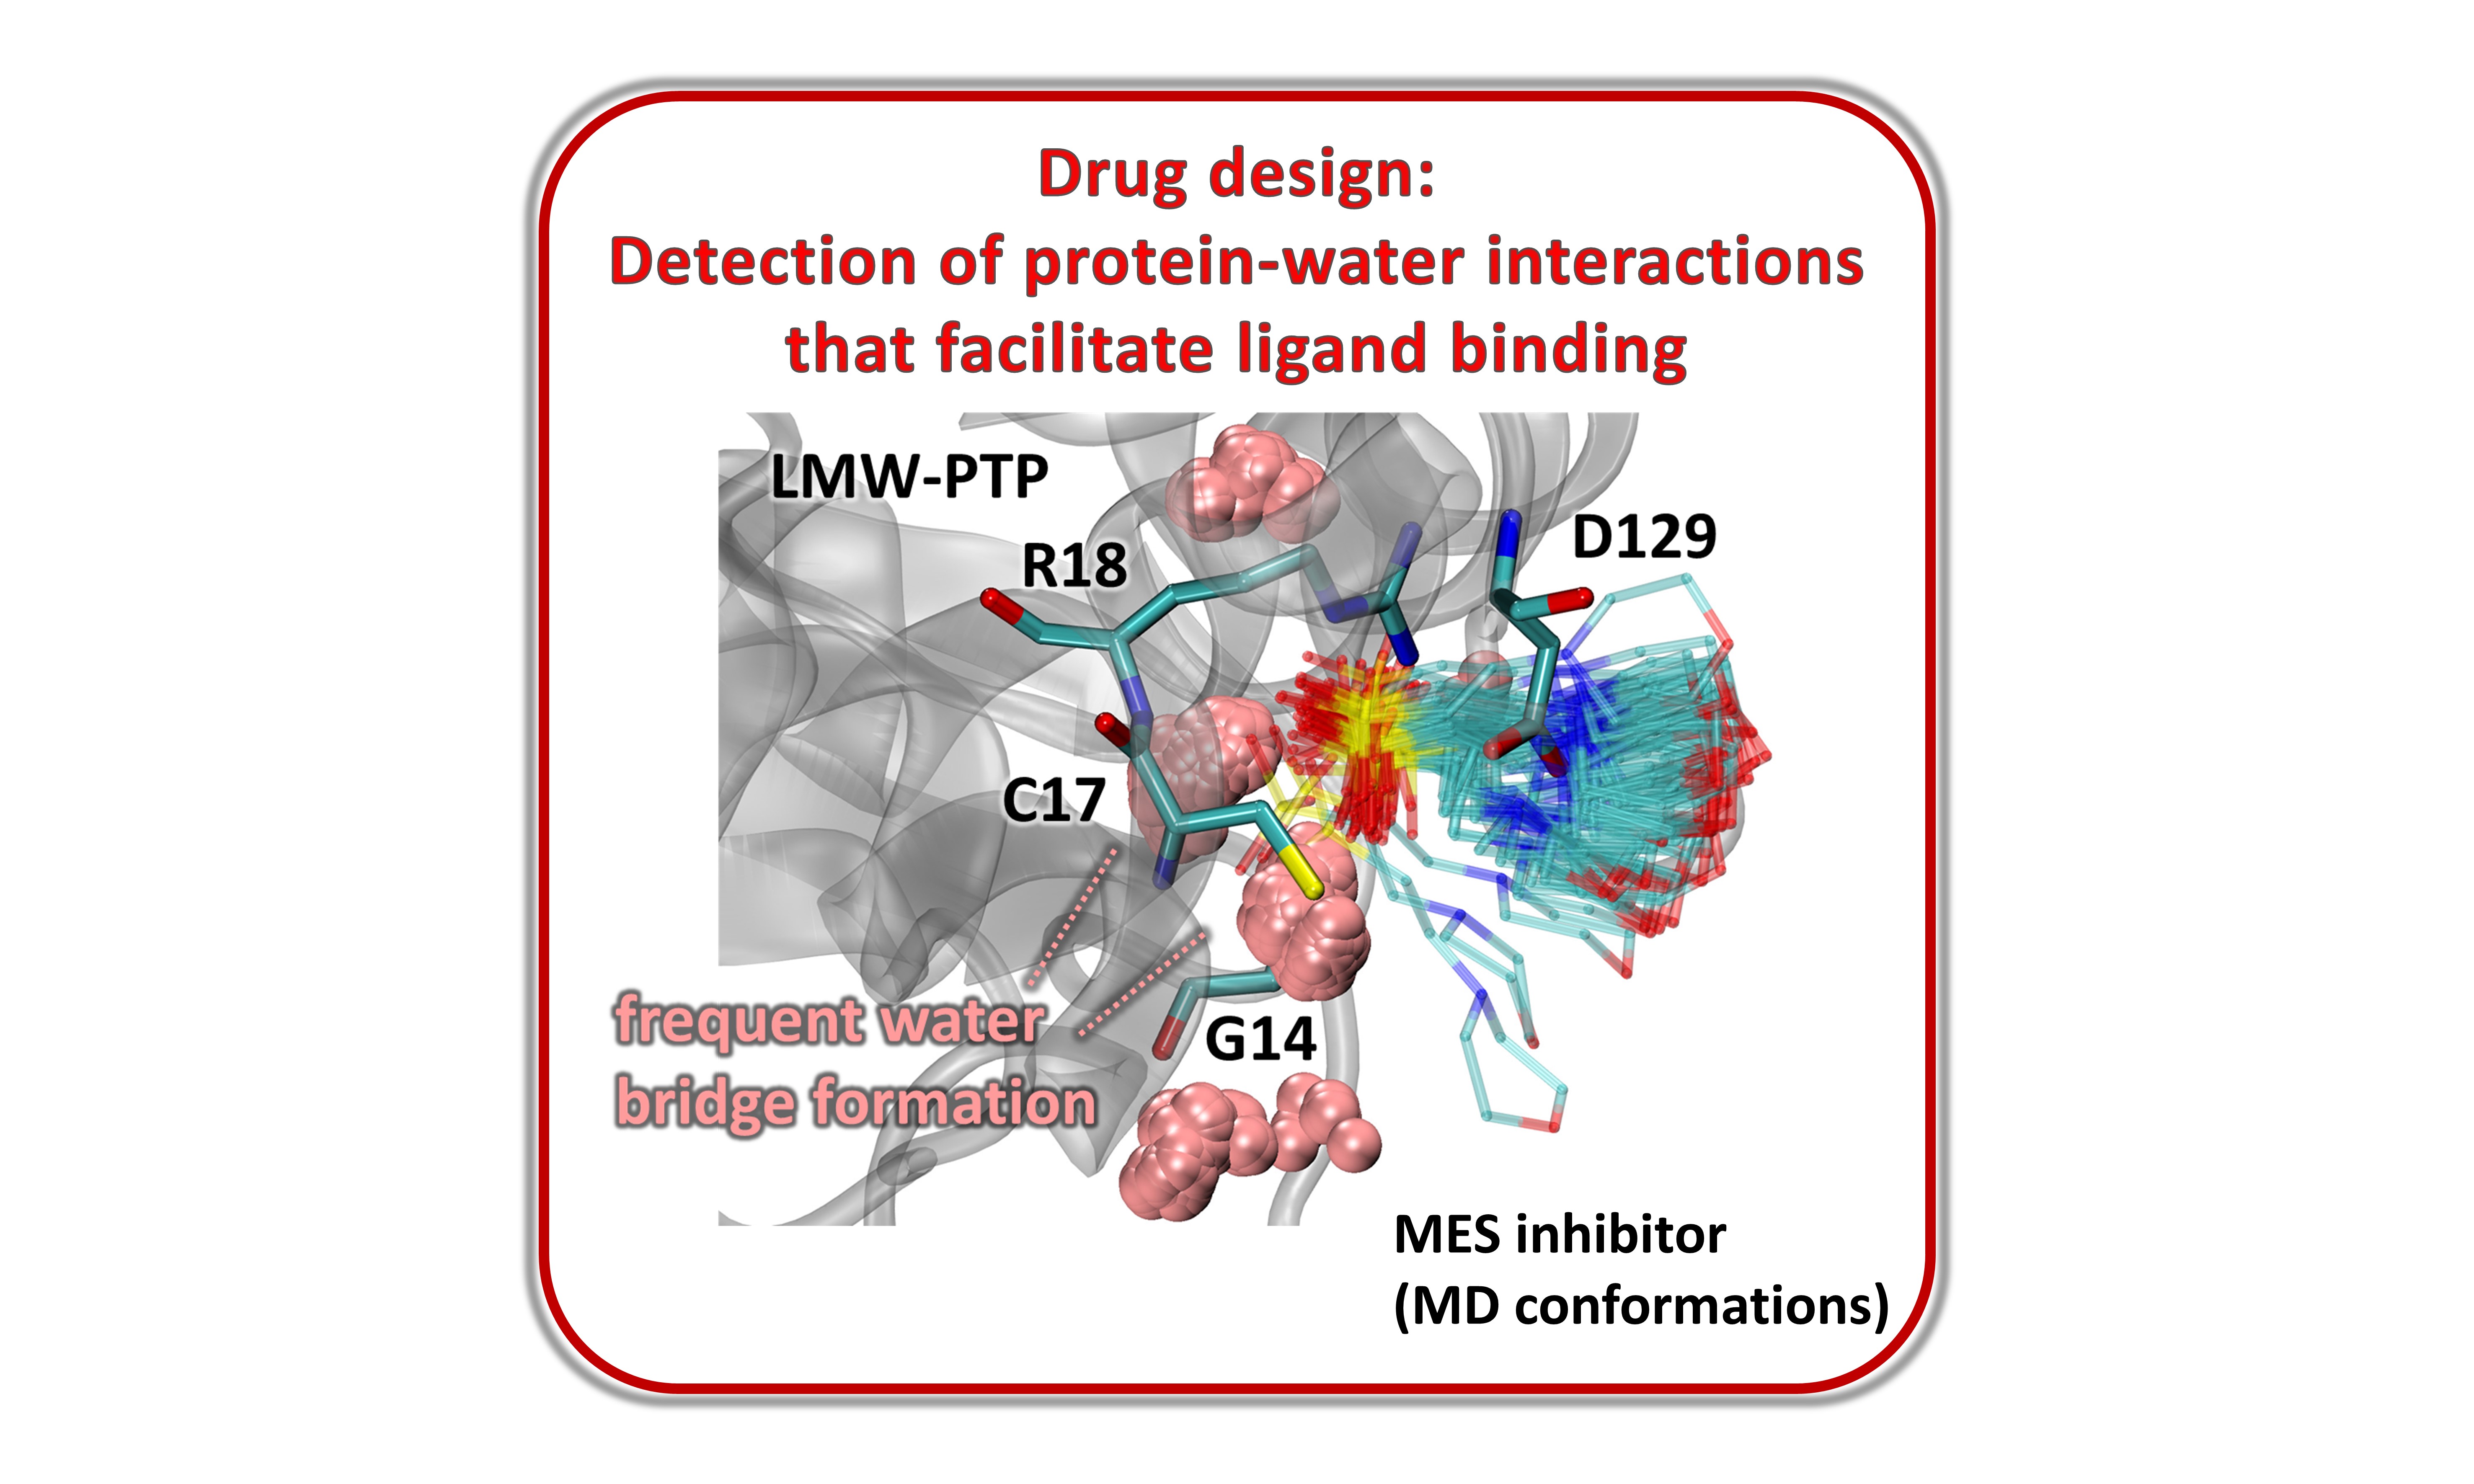 Drug design:
Detection of protein-water interactions
that facilitate ligand binding
LMW-PTP
D129
R18
C17
frequent water
bridge formation
G14
MES inhibitor
(MD conformations)